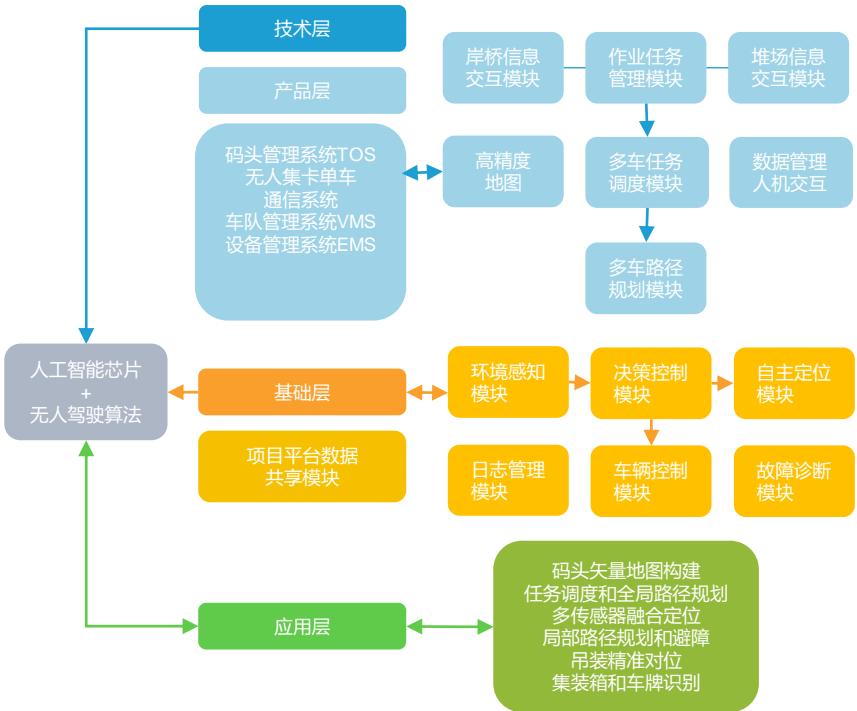 技术层
产品层
码头管理系统TOS
无人集卡单车
通信系统
车队管理系统VMS
设备管理系统EMS
岸桥信息
交互模块
作业任务
管理模块
堆场信息
交互模块
高精度
地图
多车任务
调度模块
数据管理
人机交互
多车路径
规划模块
人工智能芯片
+
无人驾驶算法
基础层
项目平台数据
共享模块
环境感知
模块
决策控制
模块
自主定位
模块
日志管理
模块
车辆控制
模块
故障诊断
模块
应用层
码头矢量地图构建
任务调度和全局路径规划
多传感器融合定位
局部路径规划和避障
吊装精准对位
集装箱和车牌识别